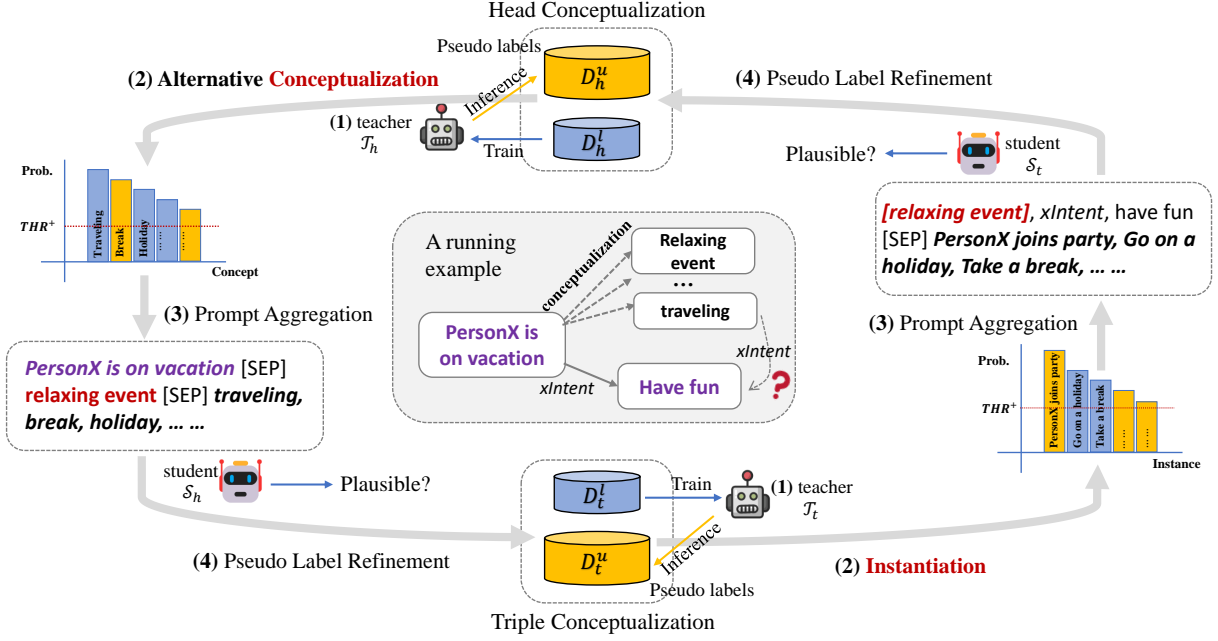 Head Conceptualization
Pseudo labels
(2) Alternative Conceptualization
(4) Pseudo Label Refinement
D_h^u
Inference
(1) teacher
𝒯_h
Train
D_h^l
Plausible?
student
𝒮_t
Prob.
THR⁺
Traveling
Break
Holiday
... ...
... ...
Concept
[relaxing event], xIntent, have fun
[SEP] PersonX joins party, Go on a
holiday, Take a break, ... ...
A running
example
conceptualization
Relaxing
event
...
traveling
PersonX is
on vacation
xIntent
xIntent
Have fun
?
(3) Prompt Aggregation
(3) Prompt Aggregation
PersonX is on vacation [SEP]
relaxing event [SEP] traveling,
break, holiday, ... ...
Prob.
THR⁺
PersonX joins party
Go on a holiday
Take a break
... ...
... ...
Instance
student
𝒮_h
Plausible?
D_t^l
Train
(1) teacher
𝒯_t
D_t^u
Inference
Pseudo labels
(4) Pseudo Label Refinement
(2) Instantiation
Triple Conceptualization